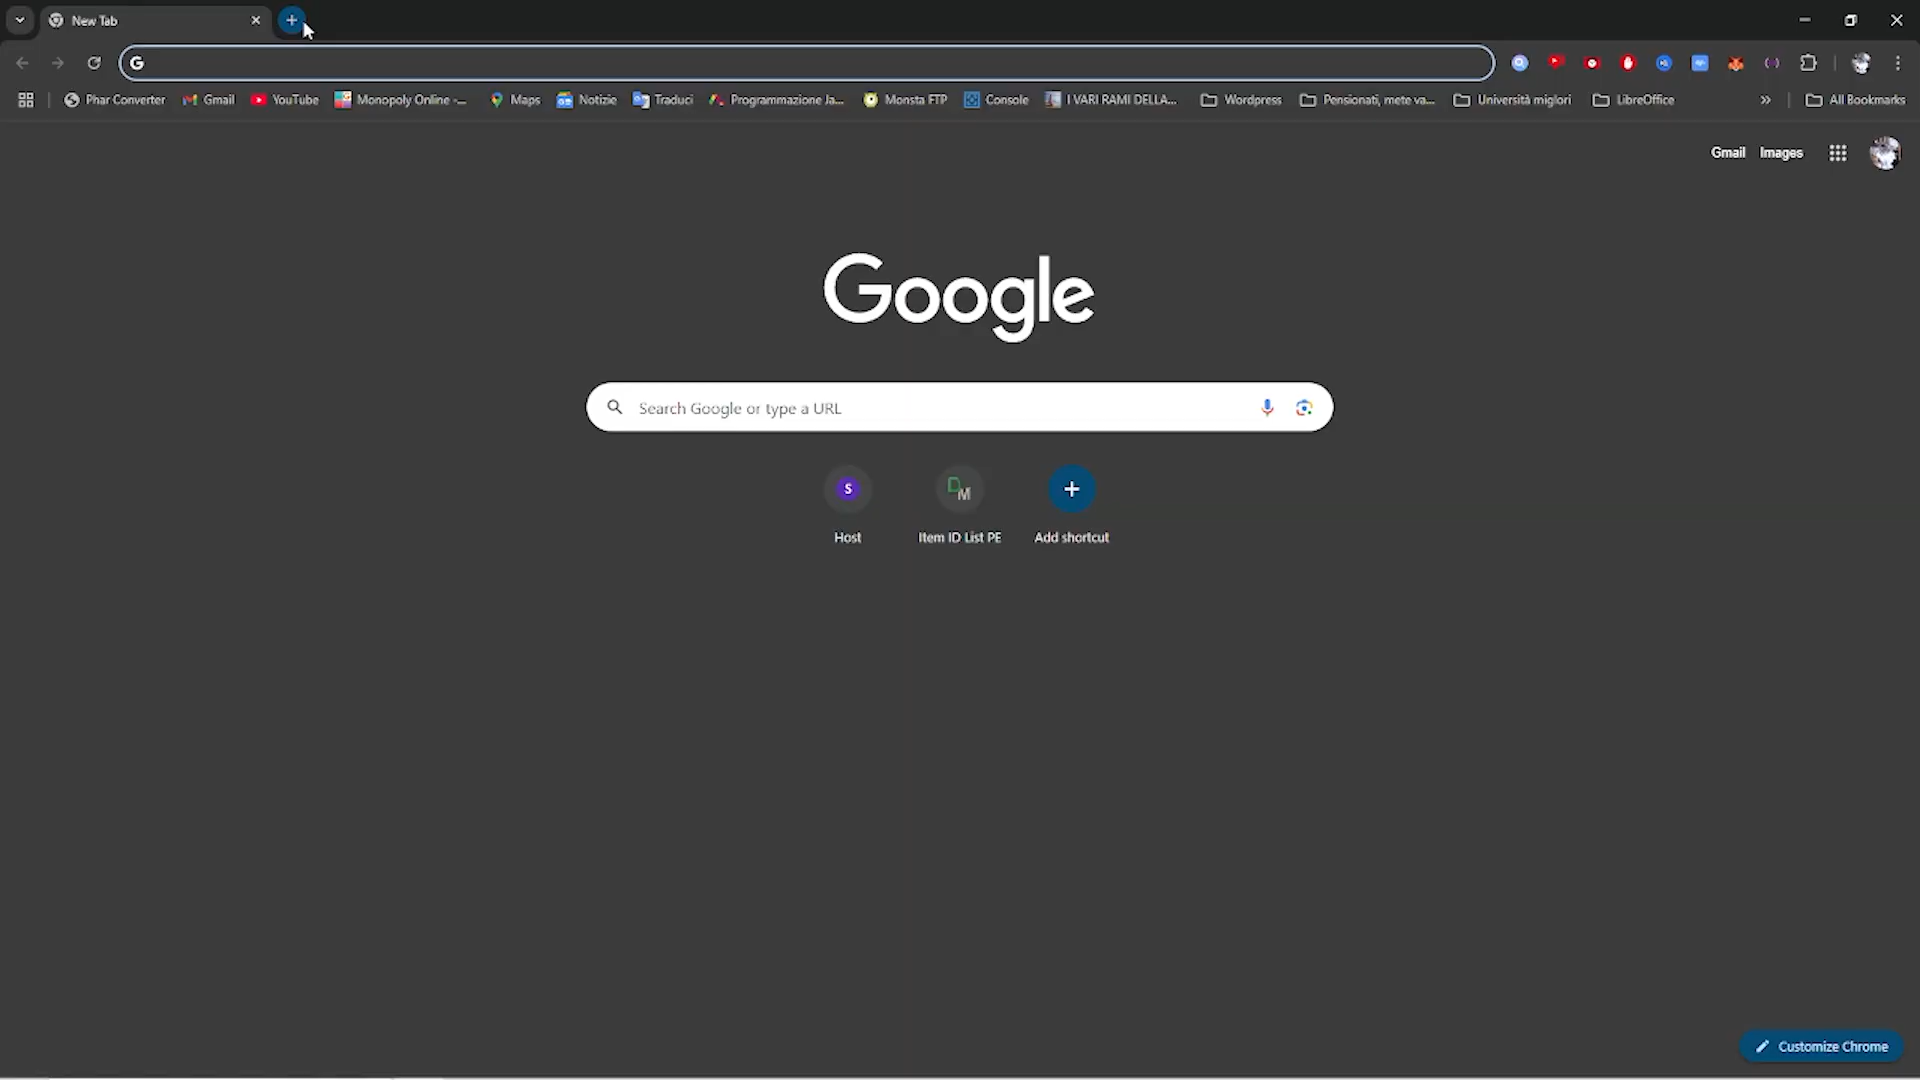 New Tab
Phar Converter Gmail YouTube Monopoly Online -... Maps Notizie Traduci Programmazione Ja... Monsta FTP Console I VARI RAMI DELLA... Wordpress Pensionati, mete va... Università migliori LibreOffice » All Bookmarks
Gmail Images
Google
Search Google or type a URL
S
DM
Host Item ID List PE Add shortcut
Customize Chrome